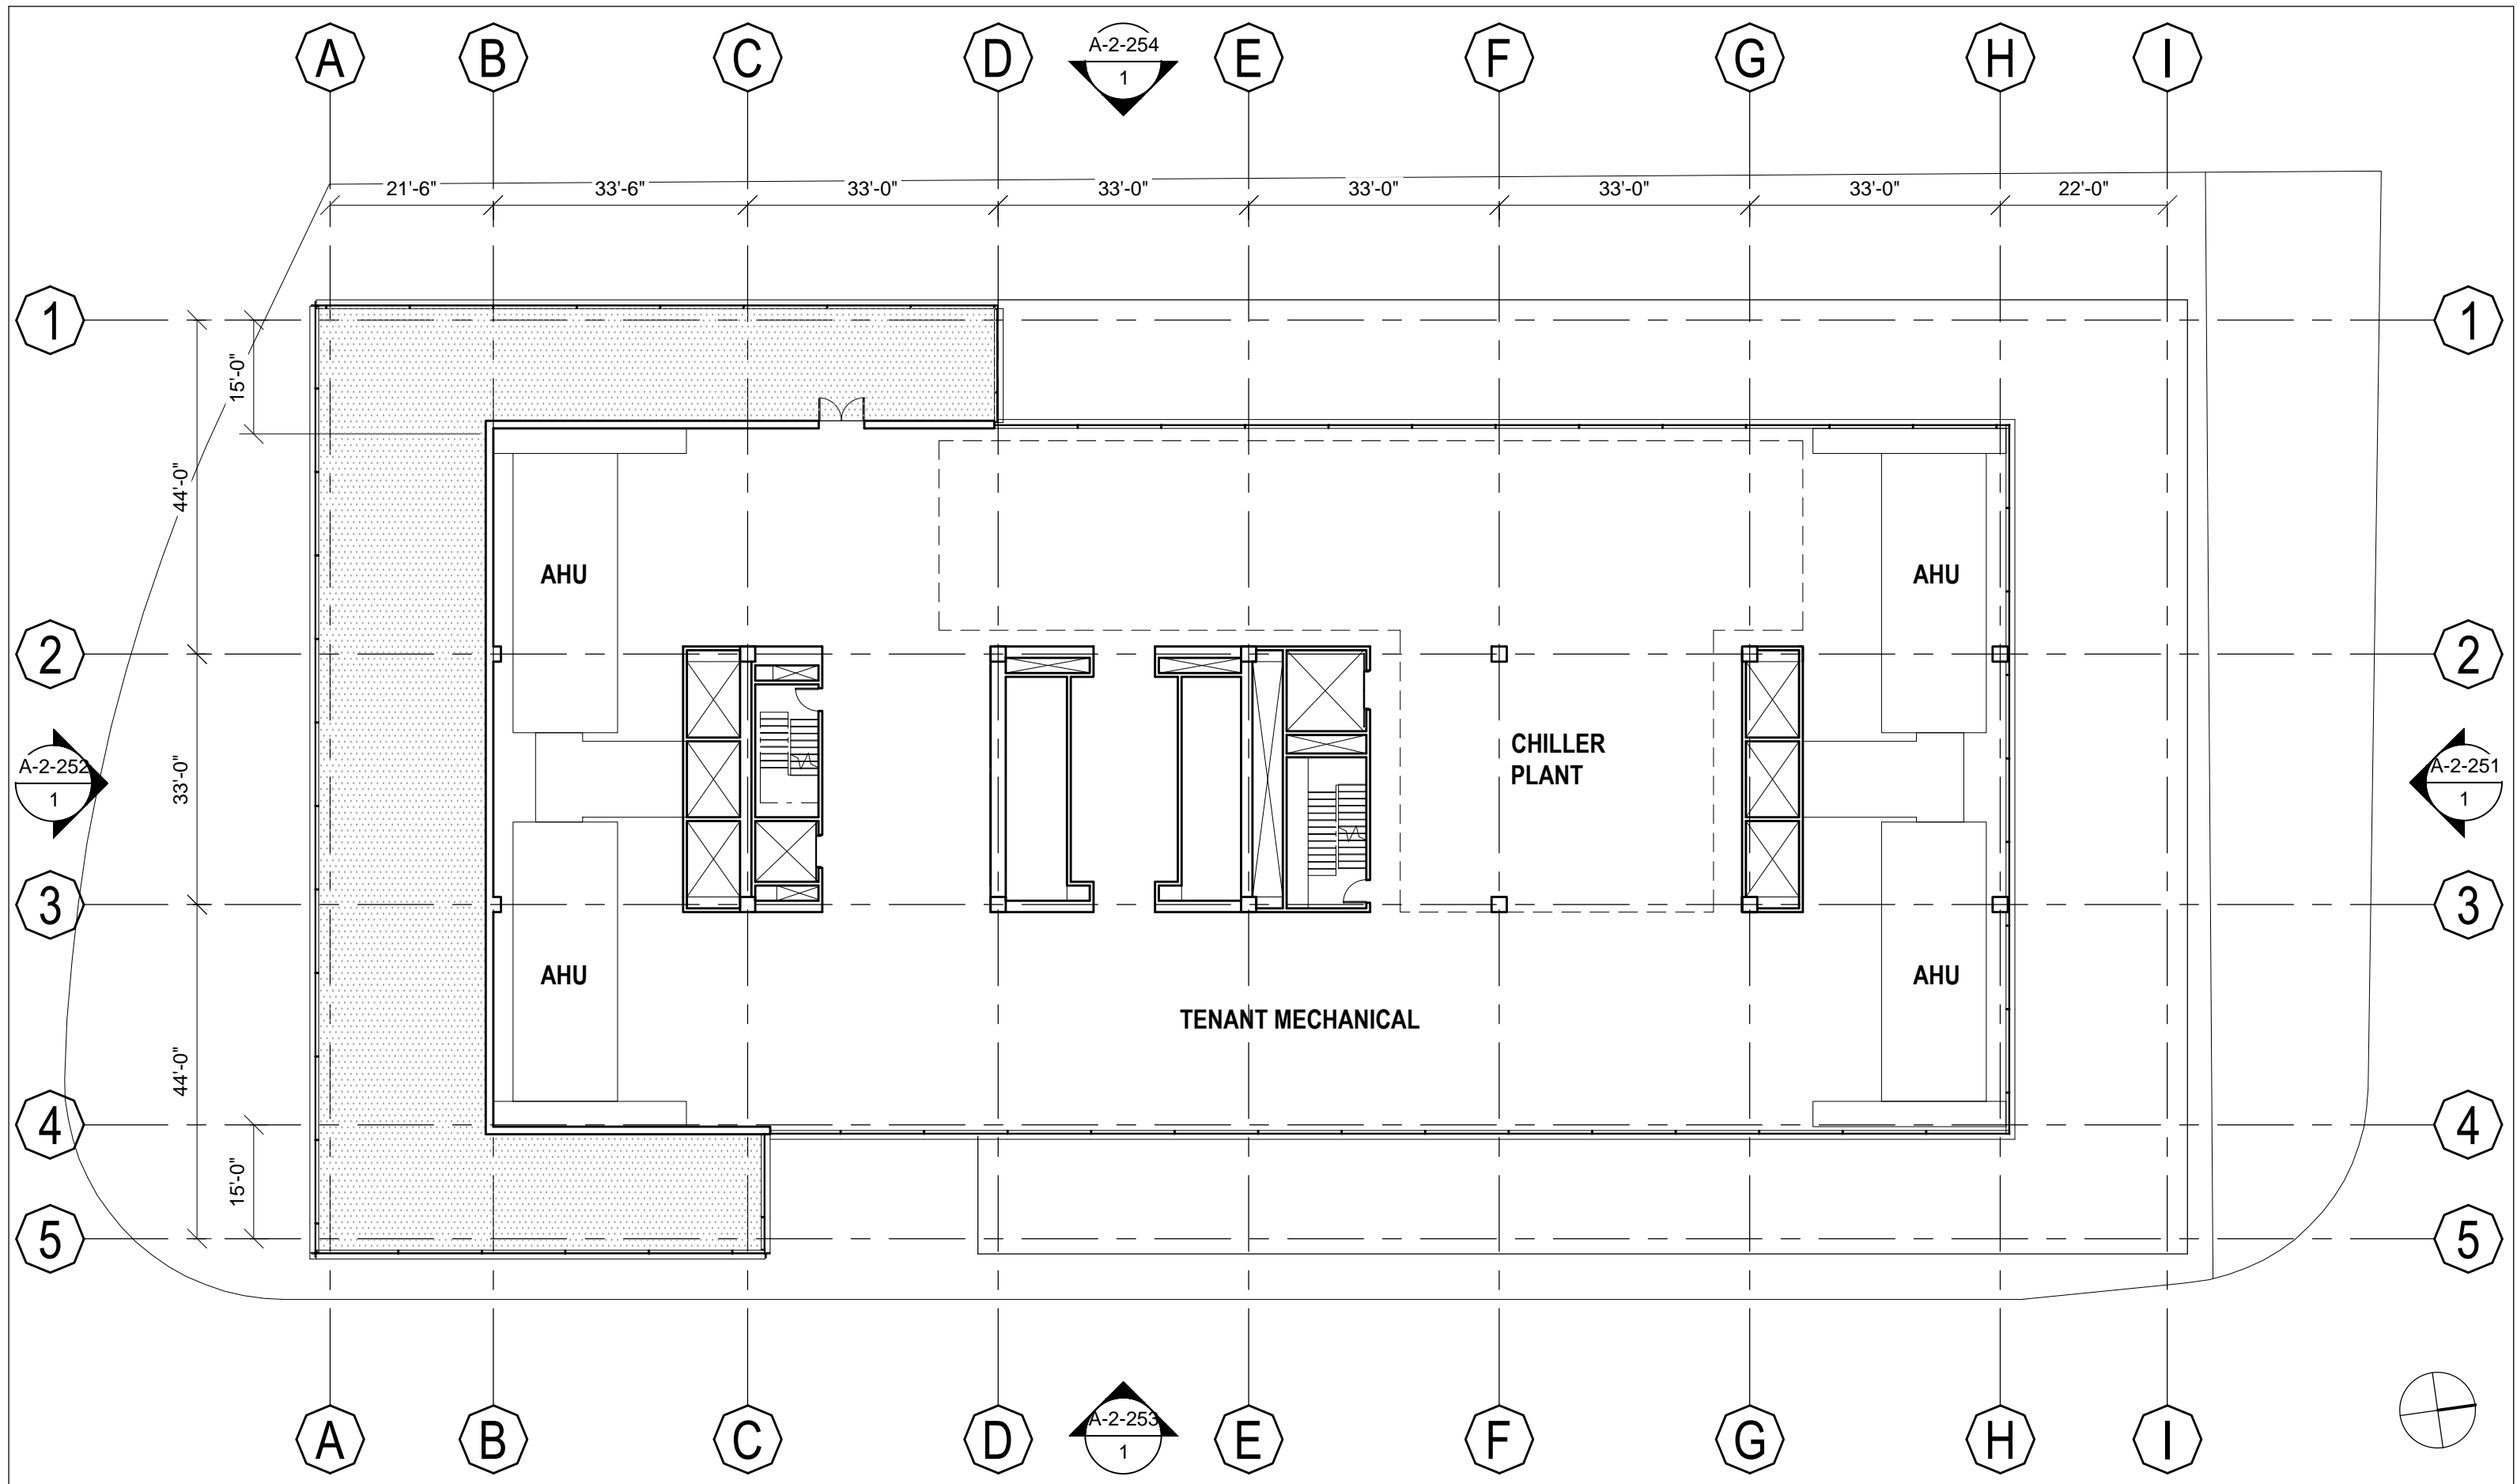 A B C D E F G H I
A-2-254
1
21'-6" 33'-6" 33'-0" 33'-0" 33'-0" 33'-0" 33'-0" 22'-0"
1 1
15'-0"
44'-0"
AHU AHU
2 2
CHILLER
PLANT
A-2-252
1
33'-0"
A-2-251
1
3 3
AHU AHU
TENANT MECHANICAL
44'-0"
4 4
15'-0"
5 5
A-2-253
1
A B C D E F G H I